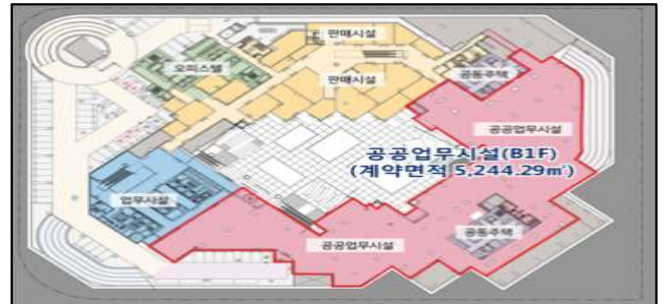 판매시설
오피스텔
판매시설
공동주택
공공업무시설
공공업무시설(B1F)
(계약면적 5,244.29㎡)
업무시설
공동주택
공공업무시설